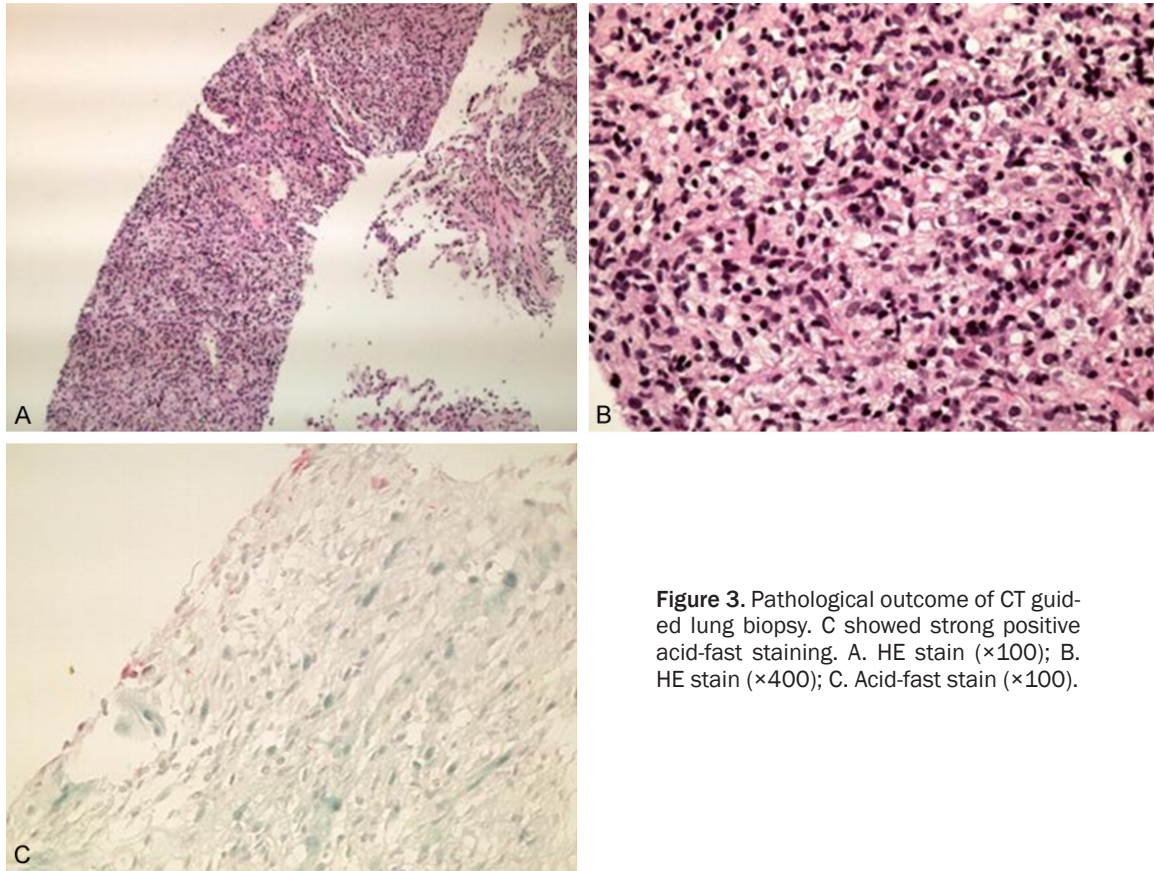 A
B
C
Figure 3. Pathological outcome of CT guid-
ed lung biopsy. C showed strong positive
acid-fast staining. A. HE stain (×100); B.
HE stain (×400); C. Acid-fast stain (×100).